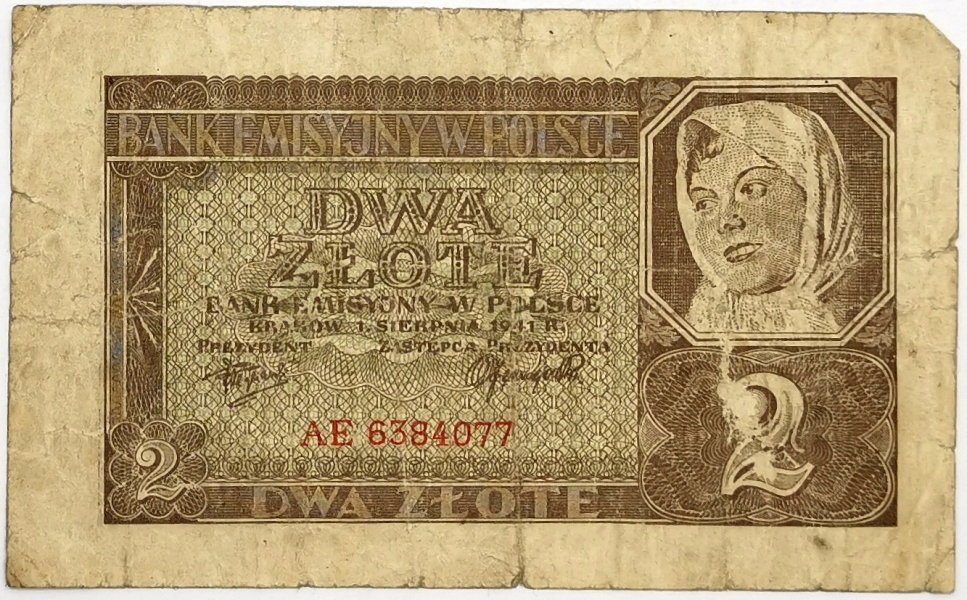 BANK EMISYJNY W POLSCE
DWA
ZŁOTE
BANK EMISYJNY W POLSCE
KRAKÓW 1. SIERPNIA 1941 R.
PREZYDENT ZASTĘPCA PREZYDENTA
AE 6384077
2
2
DWA ZŁOTE